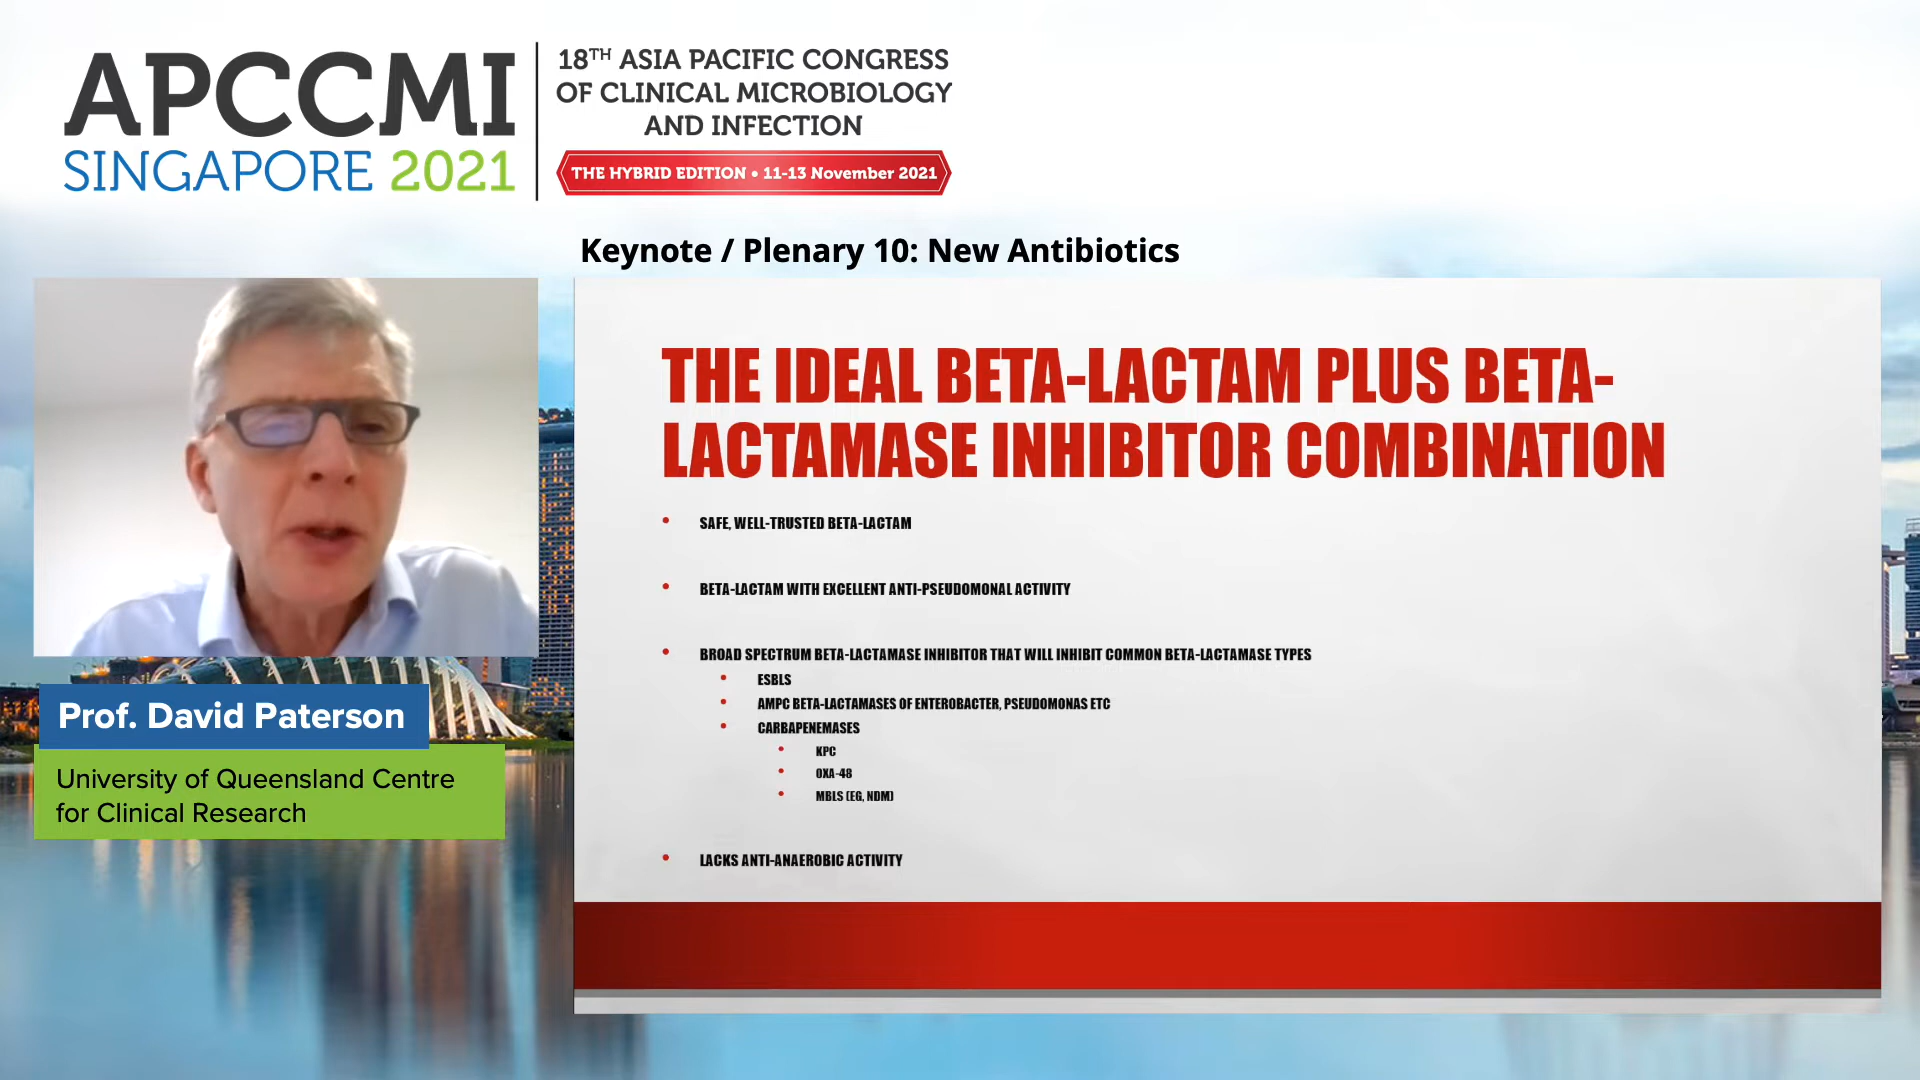 APCCMI
SINGAPORE 2021
18TH ASIA PACIFIC CONGRESS
OF CLINICAL MICROBIOLOGY
AND INFECTION
THE HYBRID EDITION • 11-13 November 2021
Keynote / Plenary 10: New Antibiotics
THE IDEAL BETA-LACTAM PLUS BETA-
LACTAMASE INHIBITOR COMBINATION
• SAFE, WELL-TRUSTED BETA-LACTAM
• BETA-LACTAM WITH EXCELLENT ANTI-PSEUDOMONAL ACTIVITY
• BROAD SPECTRUM BETA-LACTAMASE INHIBITOR THAT WILL INHIBIT COMMON BETA-LACTAMASE TYPES
• ESBLS
• AMPC BETA-LACTAMASES OF ENTEROBACTER, PSEUDOMONAS ETC
• CARBAPENEMASES
• KPC
• OXA-48
• MBLS (EG, NDM)
• LACKS ANTI-ANAEROBIC ACTIVITY
Prof. David Paterson
University of Queensland Centre
for Clinical Research